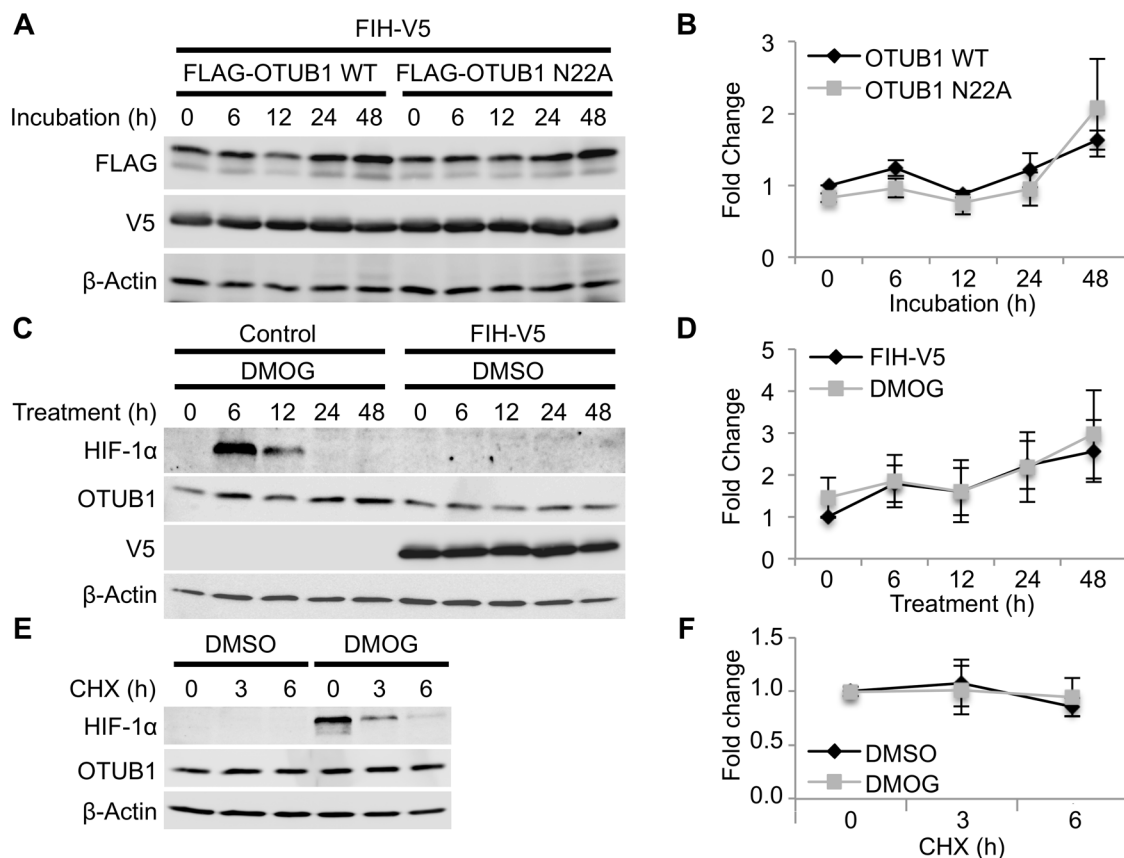 A
FIH-V5
FLAG-OTUB1 WT FLAG-OTUB1 N22A
Incubation (h) 0 6 12 24 48 0 6 12 24 48
FLAG
V5
β-Actin
B
3
2
1
0
Fold Change
OTUB1 WT
OTUB1 N22A
0 6 12 24 48
Incubation (h)
C
Control FIH-V5
DMOG DMSO
Treatment (h) 0 6 12 24 48 0 6 12 24 48
HIF-1α
OTUB1
V5
β-Actin
D
5
4
3
2
1
0
Fold Change
FIH-V5
DMOG
0 6 12 24 48
Treatment (h)
E
DMSO DMOG
CHX (h) 0 3 6 0 3 6
HIF-1α
OTUB1
β-Actin
F
1.5
1.0
0.5
0.0
Fold change
DMSO
DMOG
0 3 6
CHX (h)